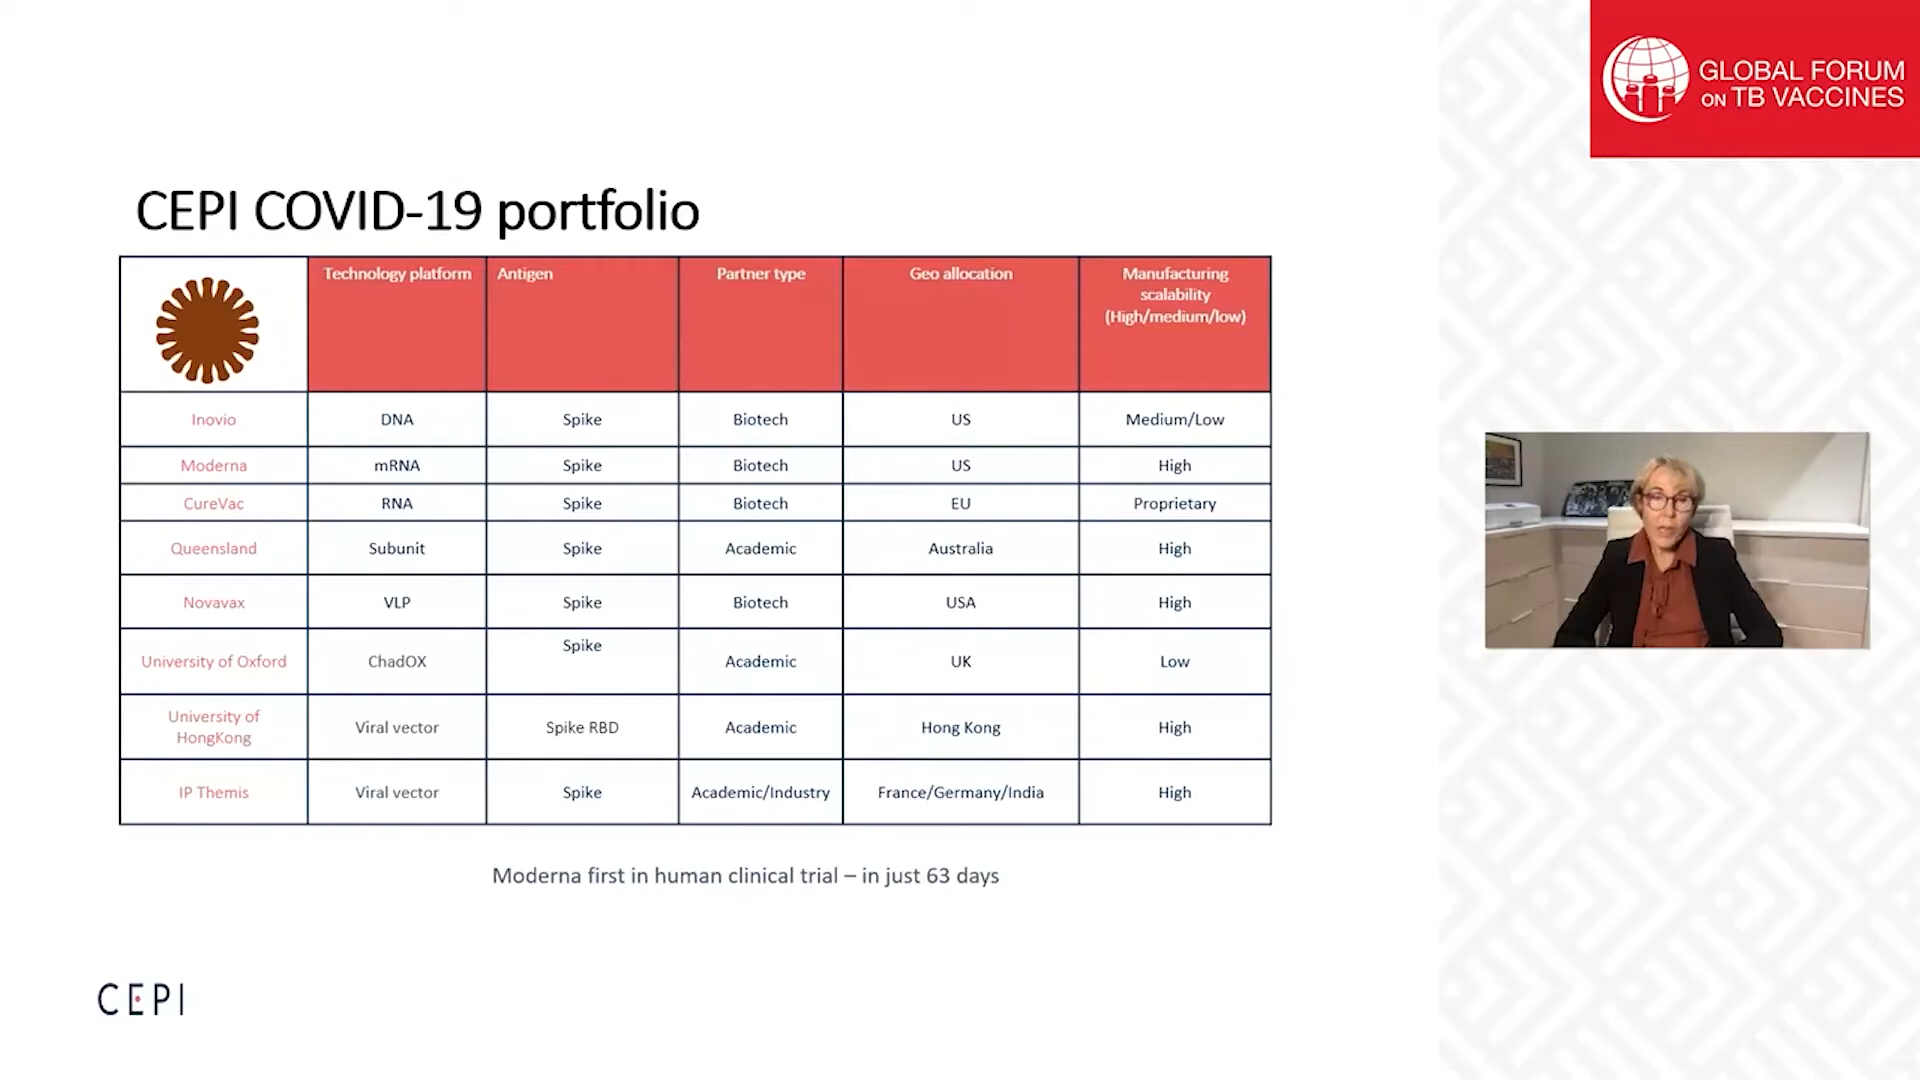 GLOBAL FORUM
ON TB VACCINES
CEPI COVID-19 portfolio
Technology platform Antigen Partner type Geo allocation Manufacturing
scalability
(High/medium/low)
Inovio DNA Spike Biotech US Medium/Low
Moderna mRNA Spike Biotech US High
CureVac RNA Spike Biotech EU Proprietary
Queensland Subunit Spike Academic Australia High
Novavax VLP Spike Biotech USA High
University of Oxford ChadOX Spike Academic UK Low
University of
HongKong Viral vector Spike RBD Academic Hong Kong High
IP Themis Viral vector Spike Academic/Industry France/Germany/India High
Moderna first in human clinical trial – in just 63 days
CEPI